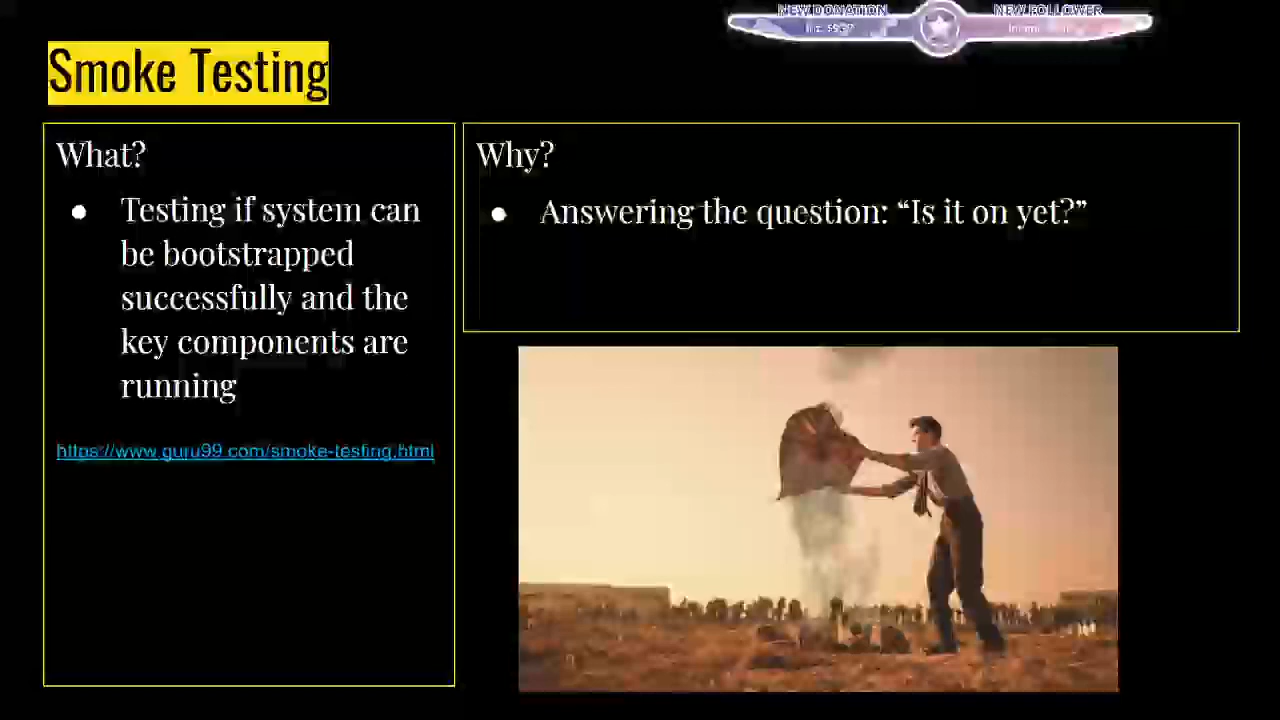 NEW DONATION
NEW FOLLOWER
Smoke Testing
What?
● Testing if system can
be bootstrapped
successfully and the
key components are
running
https://www.guru99.com/smoke-testing.html
Why?
● Answering the question: “Is it on yet?”